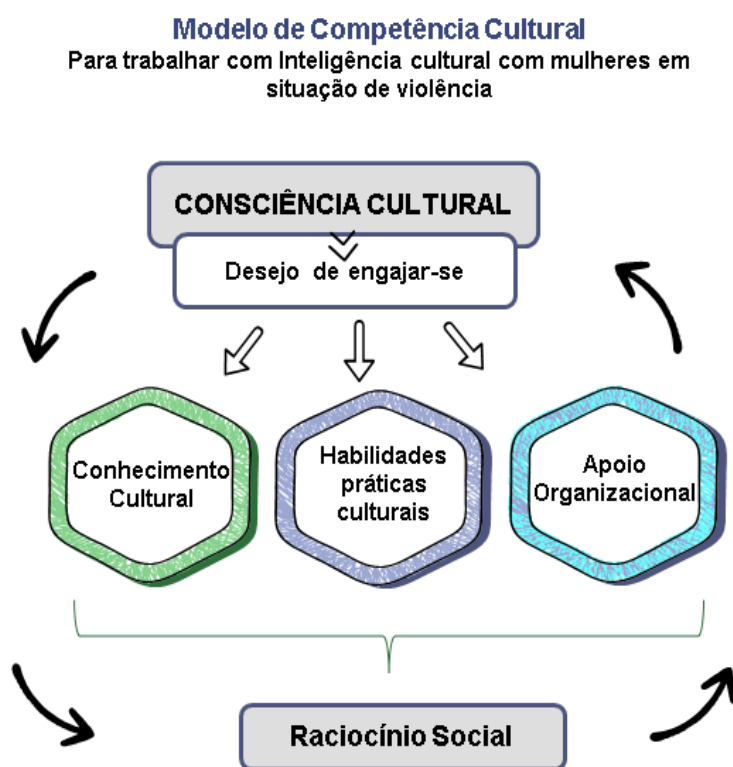 Modelo de Competência Cultural
Para trabalhar com Inteligência cultural com mulheres em
situação de violência
CONSCIÊNCIA CULTURAL
Desejo de engajar-se
Conhecimento
Cultural
Habilidades
práticas
culturais
Apoio
Organizacional
Raciocínio Social